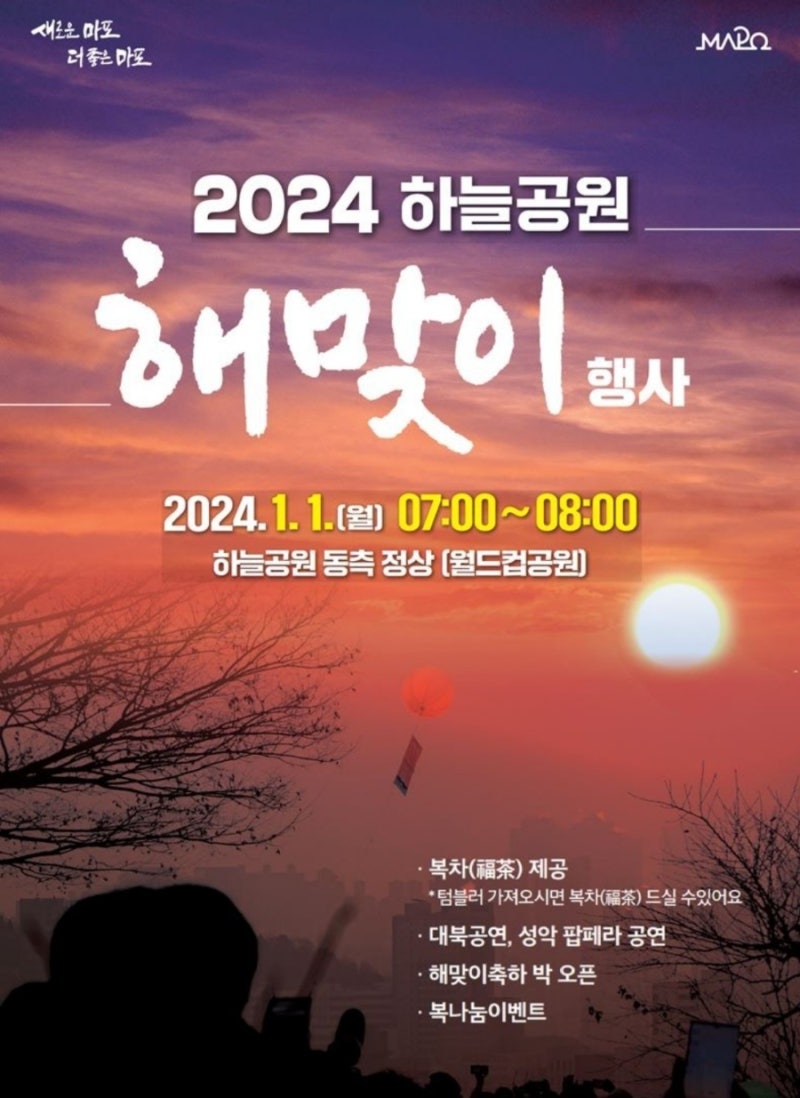 새로운 마포
더 좋은 마포
MAPO
2024 하늘공원
해맞이 행사
2024. 1. 1. (월) 07:00 ~ 08:00
하늘공원 동측 정상 (월드컵공원)
· 복차(福茶) 제공
*텀블러 가져오시면 복차(福茶) 드실 수있어요
· 대북공연, 성악 팝페라 공연
· 해맞이축하 박 오픈
· 복나눔이벤트